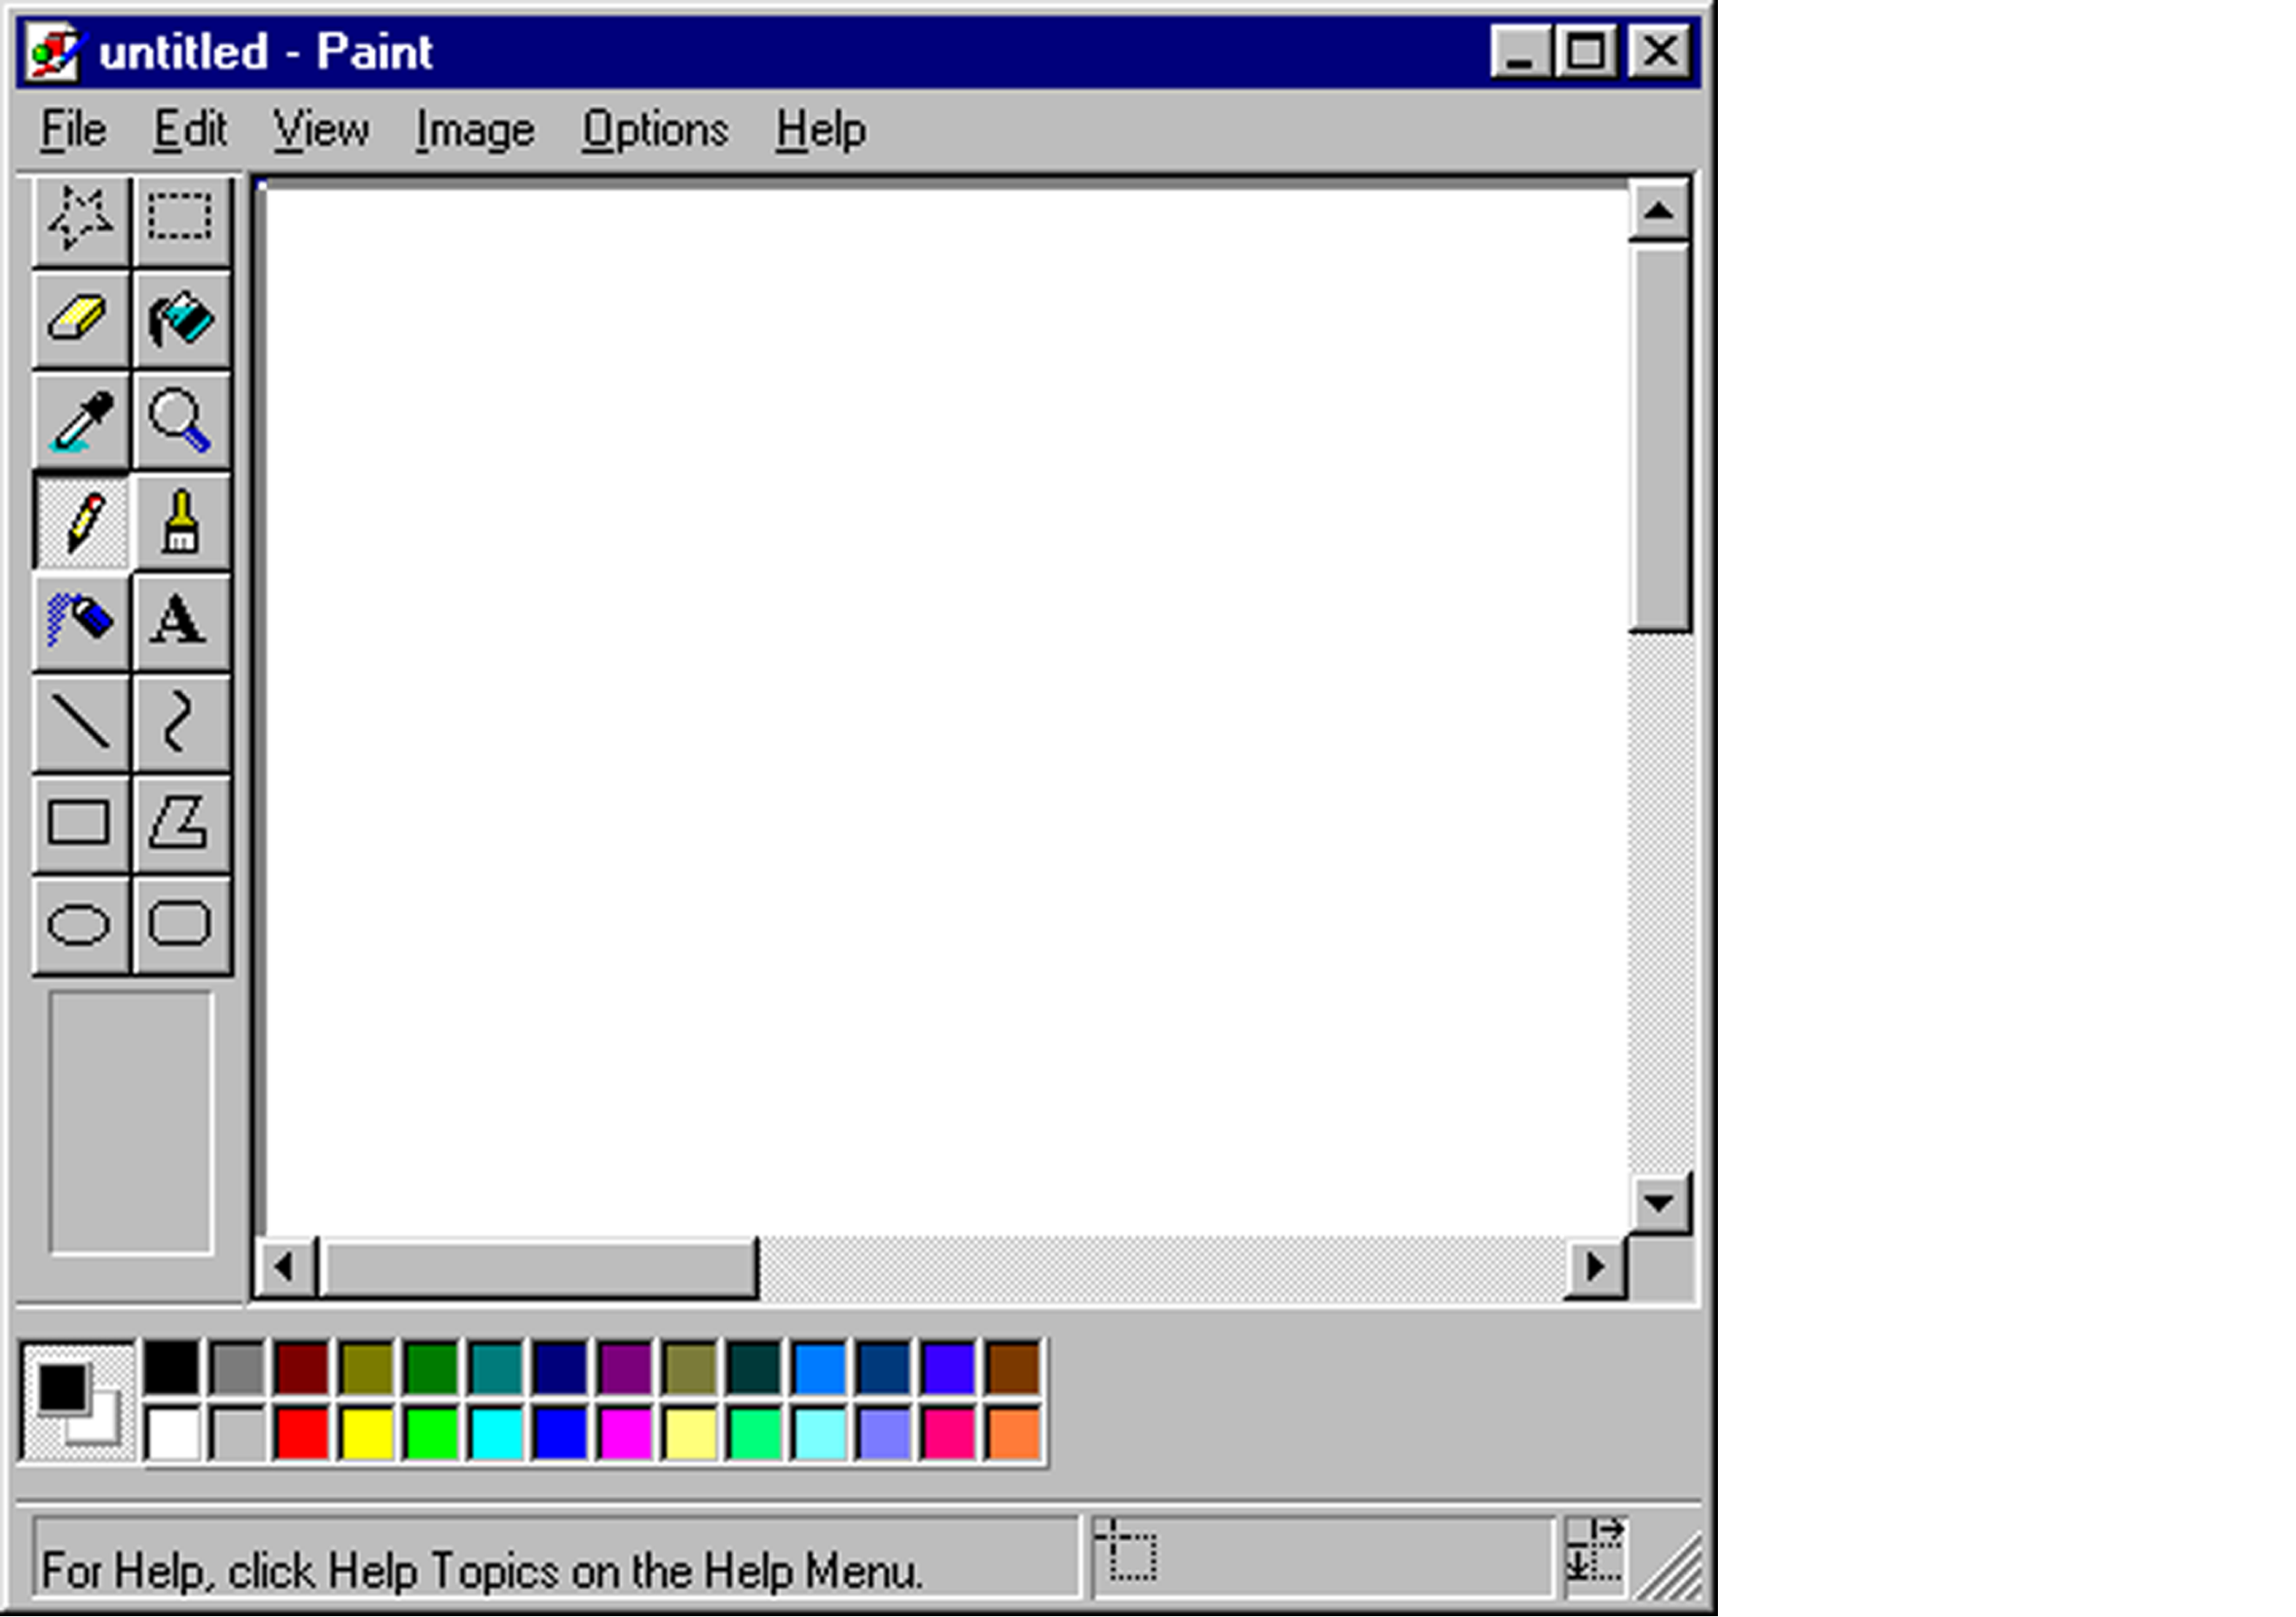 untitled - Paint
File Edit View Image Options Help
A
For Help, click Help Topics on the Help Menu.